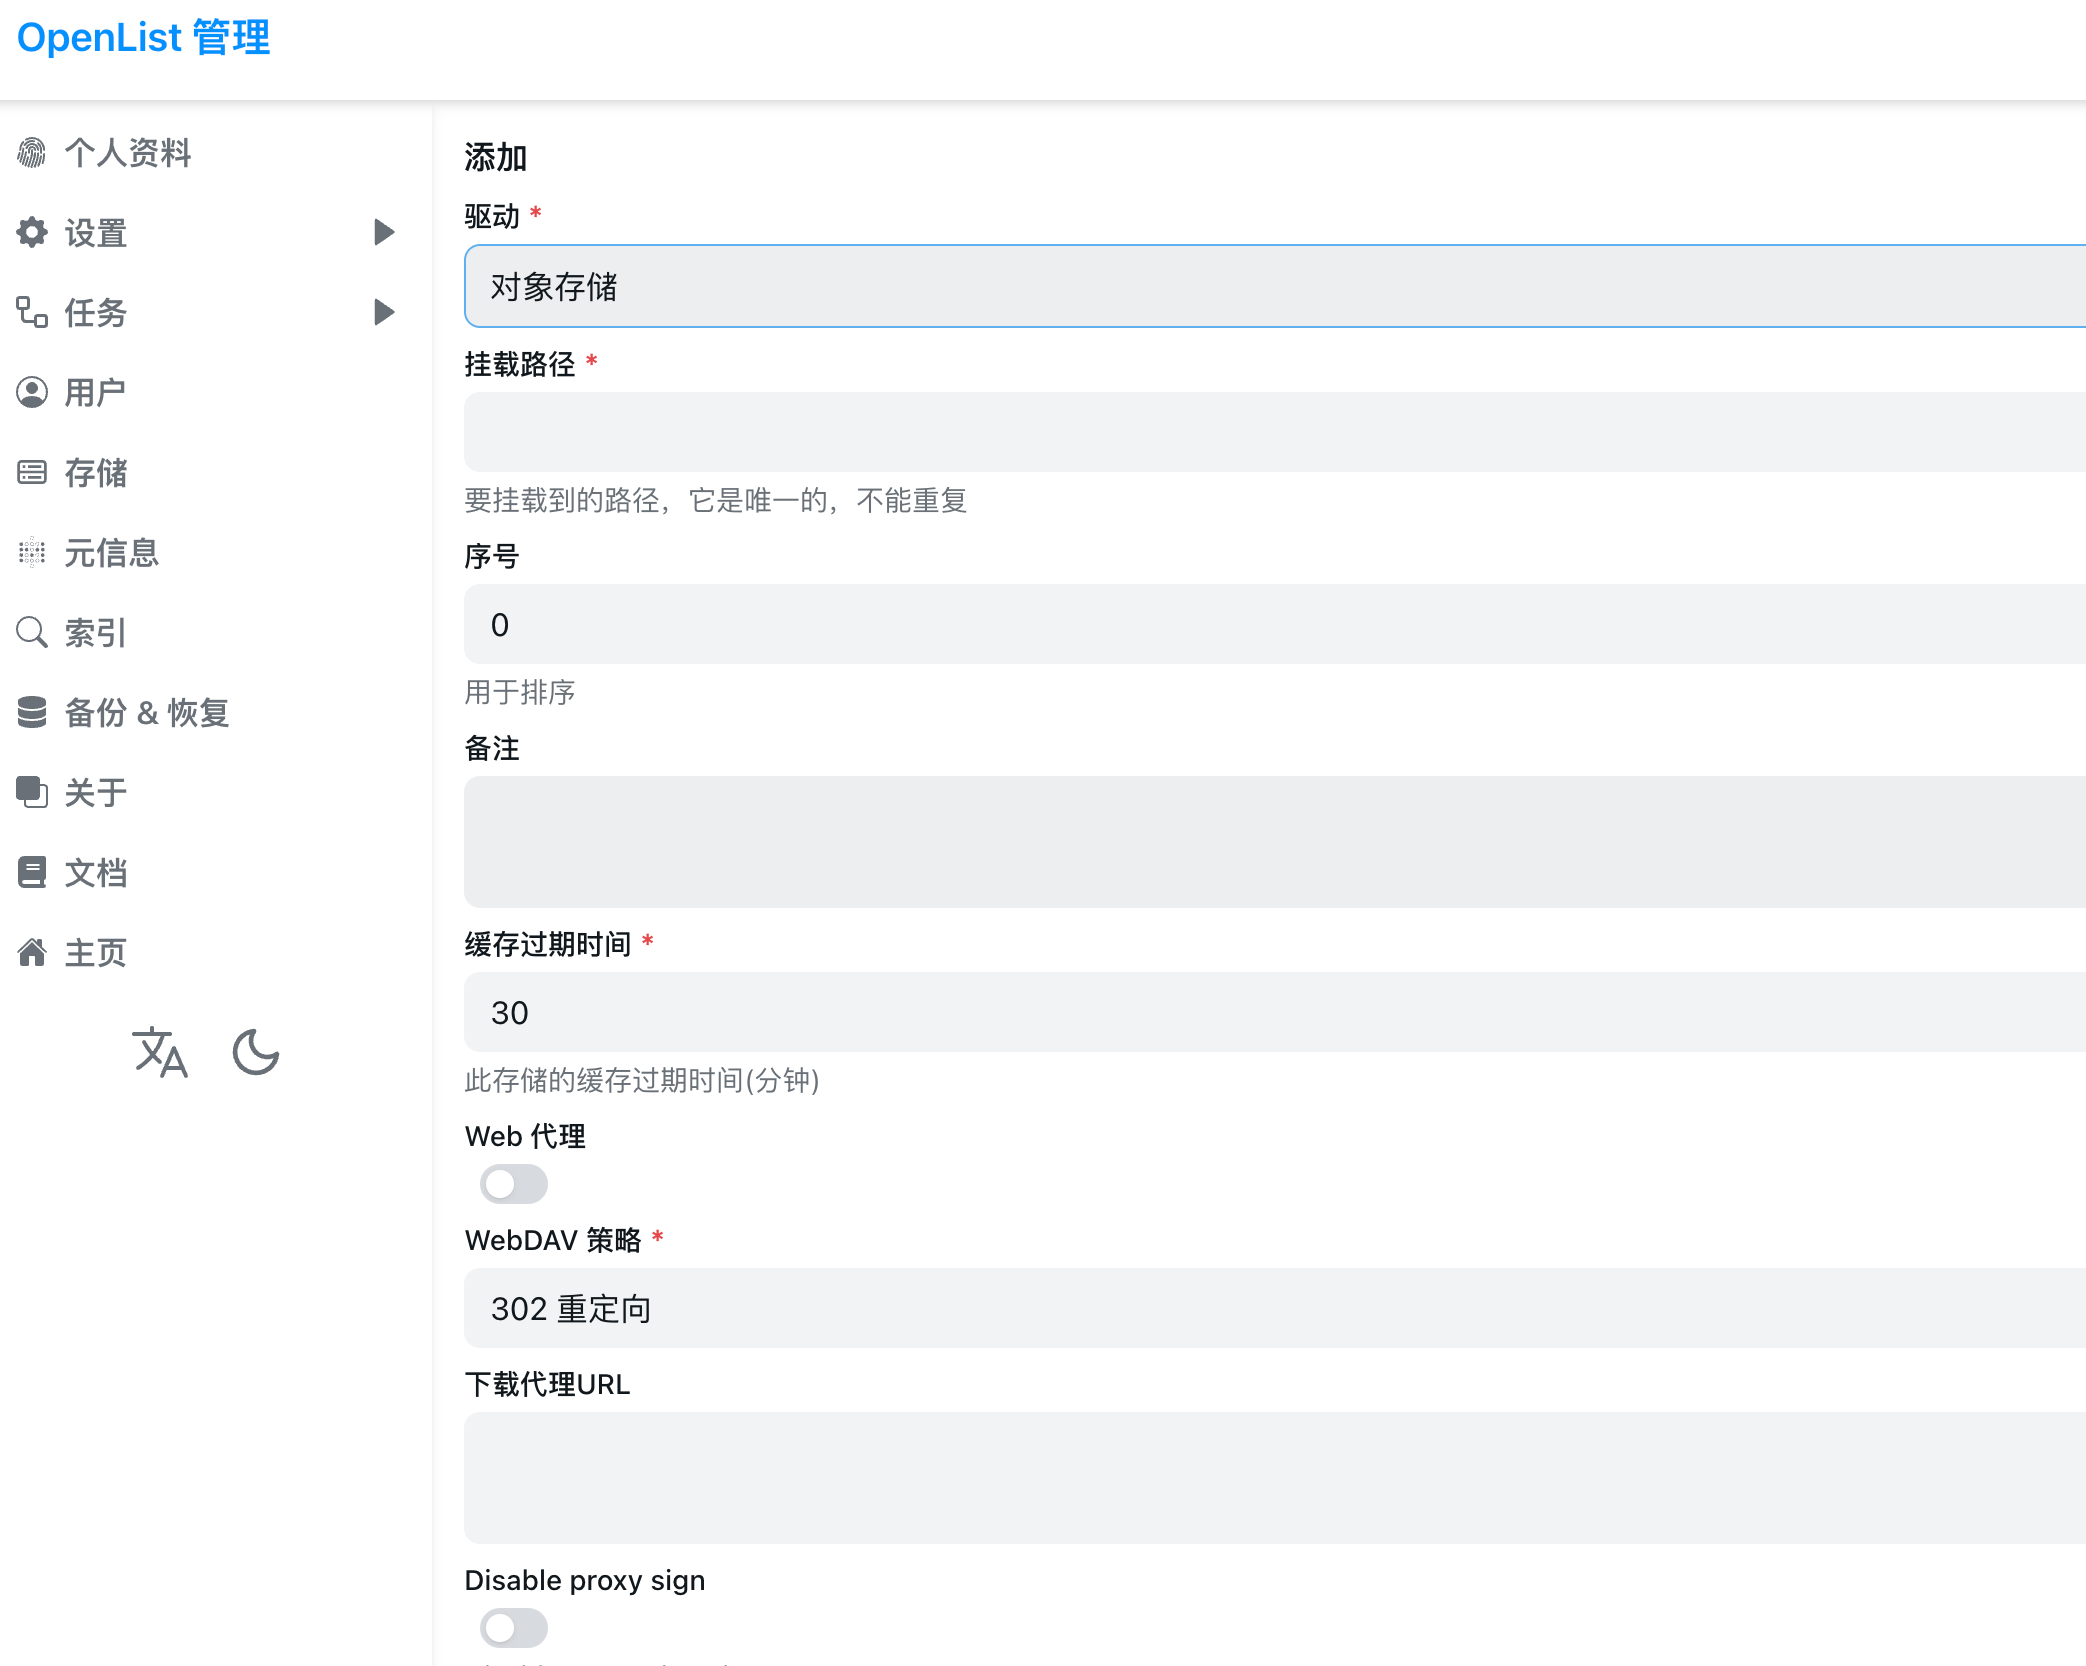 OpenList 管理
个人资料
设置
任务
用户
存储
元信息
索引
备份 & 恢复
关于
文档
主页
添加
驱动 *
对象存储
挂载路径 *
要挂载到的路径，它是唯一的，不能重复
序号
0
用于排序
备注
缓存过期时间 *
30
此存储的缓存过期时间(分钟)
Web 代理
WebDAV 策略 *
302 重定向
下载代理URL
Disable proxy sign